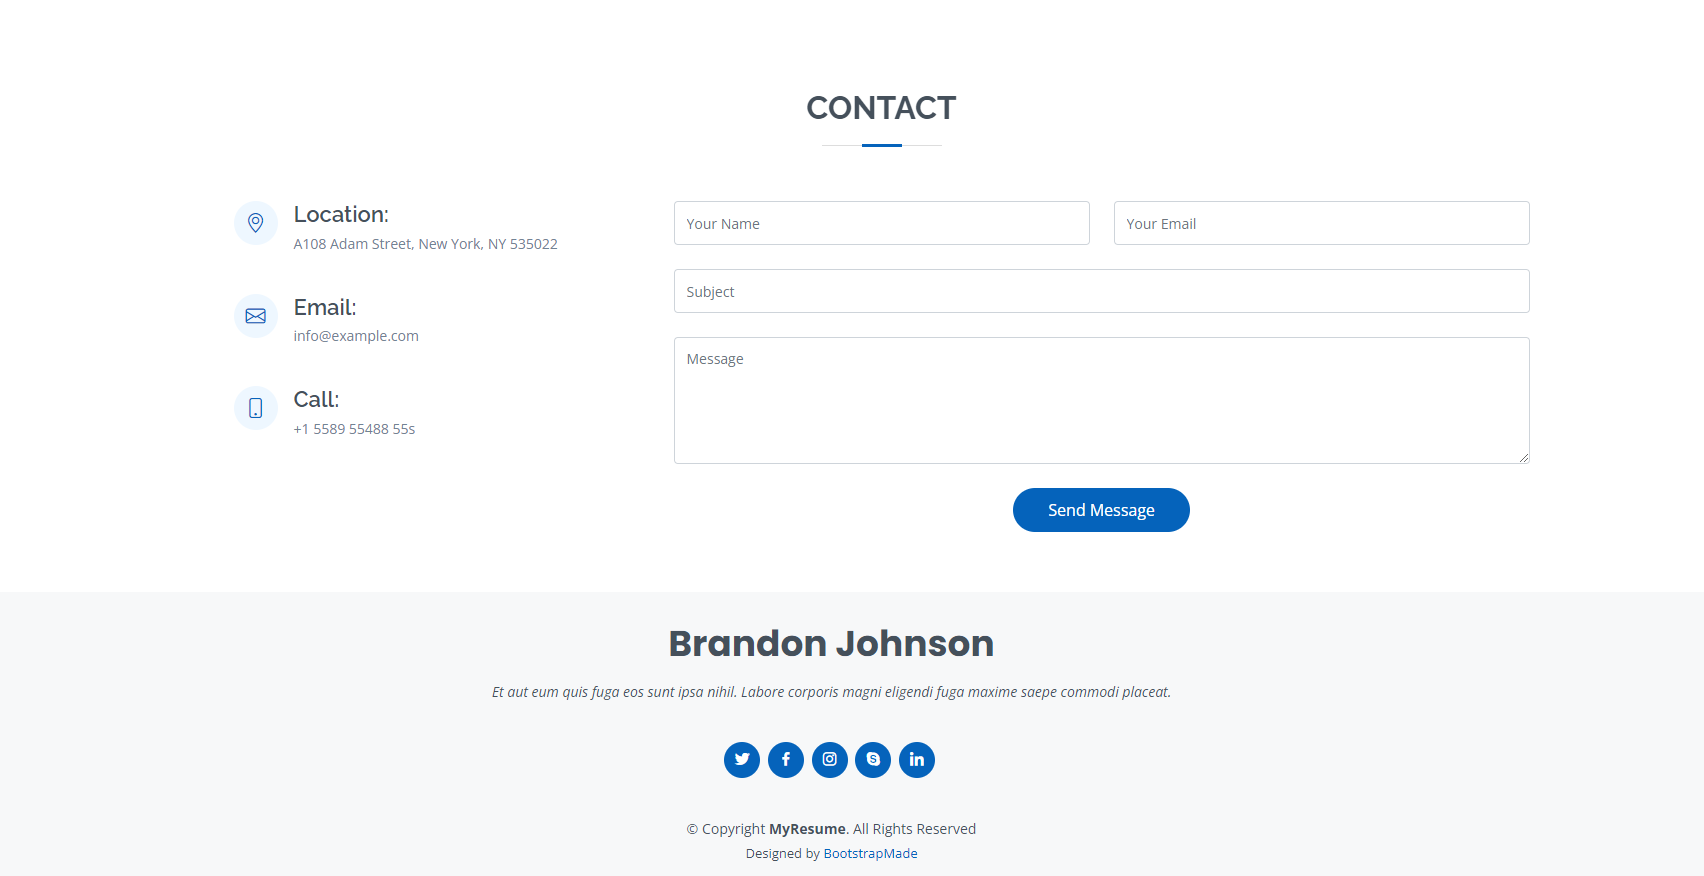 CONTACT
Location:
A108 Adam Street, New York, NY 535022
Email:
info@example.com
Call:
+1 5589 55488 55s
Your Name
Your Email
Subject
Message
Send Message
Brandon Johnson
Et aut eum quis fuga eos sunt ipsa nihil. Labore corporis magni eligendi fuga maxime saepe commodi placeat.
© Copyright MyResume. All Rights Reserved
Designed by BootstrapMade